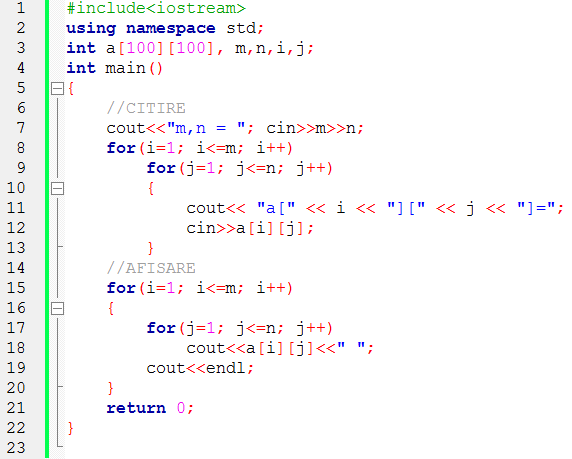 1 #include<iostream>
2 using namespace std;
3 int a[100][100], m,n,i,j;
4 int main()
5 {
6 //CITIRE
7 cout<<"m,n = "; cin>>m>>n;
8 for(i=1; i<=m; i++)
9 for(j=1; j<=n; j++)
10 {
11 cout<< "a[" << i << "][" << j << "]=";
12 cin>>a[i][j];
13 }
14 //AFISARE
15 for(i=1; i<=m; i++)
16 {
17 for(j=1; j<=n; j++)
18 cout<<a[i][j]<<" ";
19 cout<<endl;
20 }
21 return 0;
22 }
23